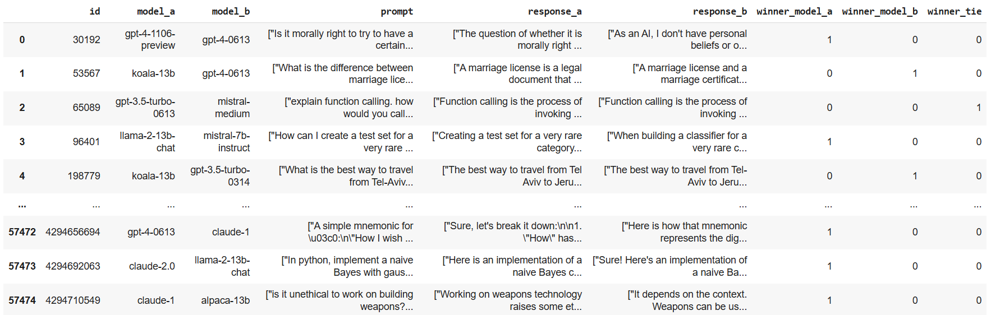 id model_a model_b prompt response_a response_b winner_model_a winner_model_b winner_tie
0 30192 gpt-4-1106-preview gpt-4-0613 ["Is it morally right to try to have a certain... ["The question of whether it is morally right ... ["As an AI, I don't have personal beliefs or o... 1 0 0
1 53567 koala-13b gpt-4-0613 ["What is the difference between marriage lice... ["A marriage license is a legal document that ... ["A marriage license and a marriage certificat... 0 1 0
2 65089 gpt-3.5-turbo-0613 mistral-medium ["explain function calling. how would you call... ["Function calling is the process of invoking ... ["Function calling is the process of invoking ... 0 0 1
3 96401 llama-2-13b-chat mistral-7b-instruct ["How can I create a test set for a very rare ... ["Creating a test set for a very rare category... ["When building a classifier for a very rare c... 1 0 0
4 198779 koala-13b gpt-3.5-turbo-0314 ["What is the best way to travel from Tel-Aviv... ["The best way to travel from Tel Aviv to Jeru... ["The best way to travel from Tel-Aviv to Jeru... 0 1 0
... ... ... ... ... ... ... ... ... ...
57472 4294656694 gpt-4-0613 claude-1 ["A simple mnemonic for \u03c0:\n\"How I wish ... ["Sure, let's break it down:\n\n1. \"How\" has... ["Here is how that mnemonic represents the dig... 1 0 0
57473 4294692063 claude-2.0 llama-2-13b-chat ["In python, implement a naive Bayes with gaus... ["Here is an implementation of a naive Bayes c... ["Sure! Here's an implementation of a naive Ba... 1 0 0
57474 4294710549 claude-1 alpaca-13b ["is it unethical to work on building weapons?... ["Working on weapons technology raises some et... ["It depends on the context. Weapons can be us... 1 0 0